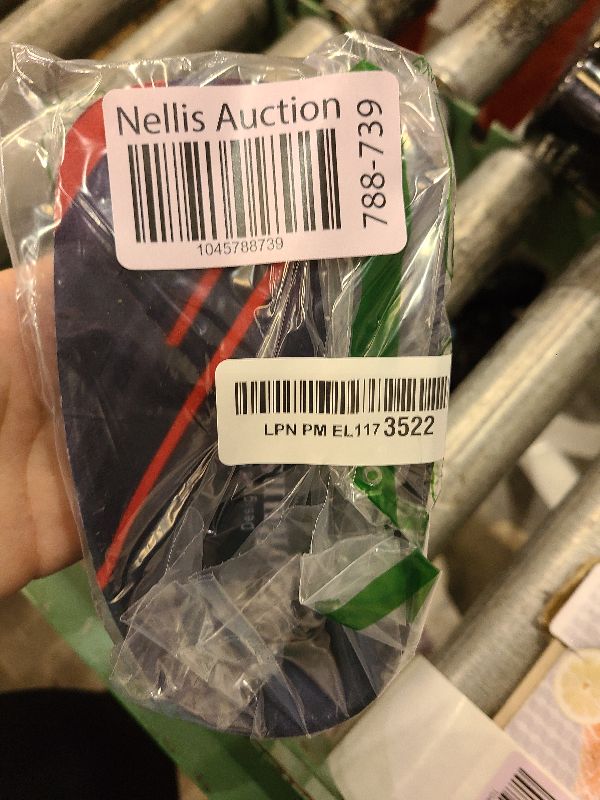 Nellis Auction
788-739
1045788739
LPN PM EL117 3522